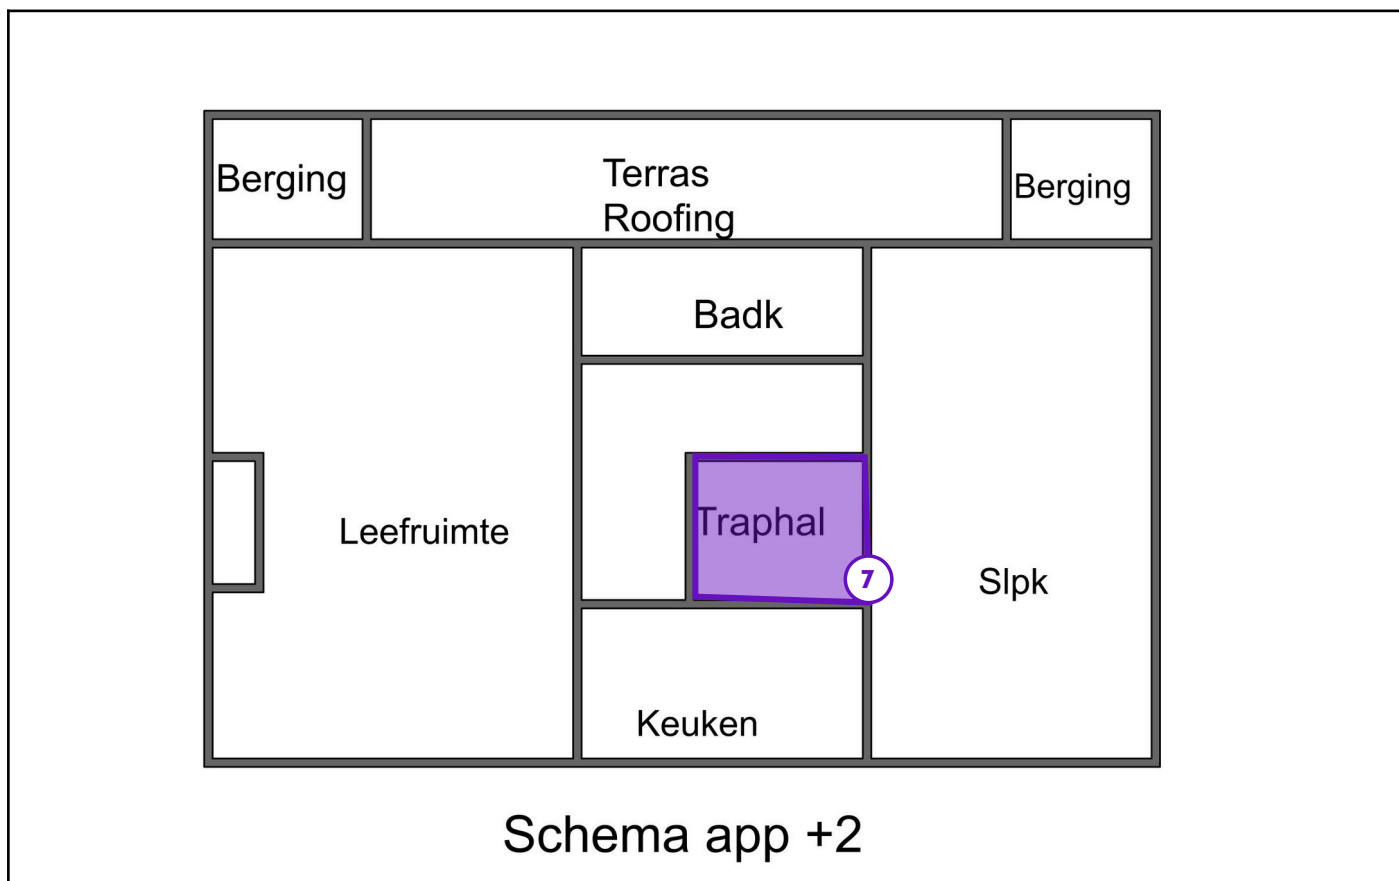 Berging
Terras
Roofing
Berging
Badk
Leefruimte
Traphal
7
Slpk
Keuken
Schema app +2